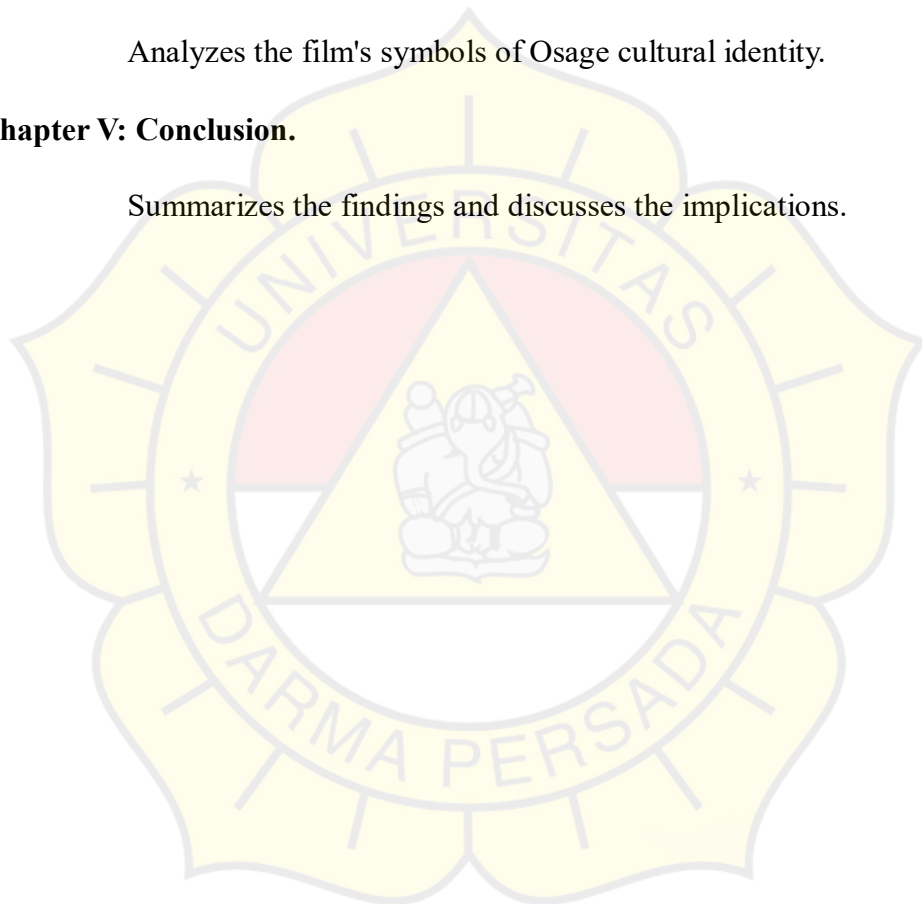 Analyzes the film's symbols of Osage cultural identity.
hapter V: Conclusion.
Summarizes the findings and discusses the implications.
UNIVERSITAS
DARMA PERSADA